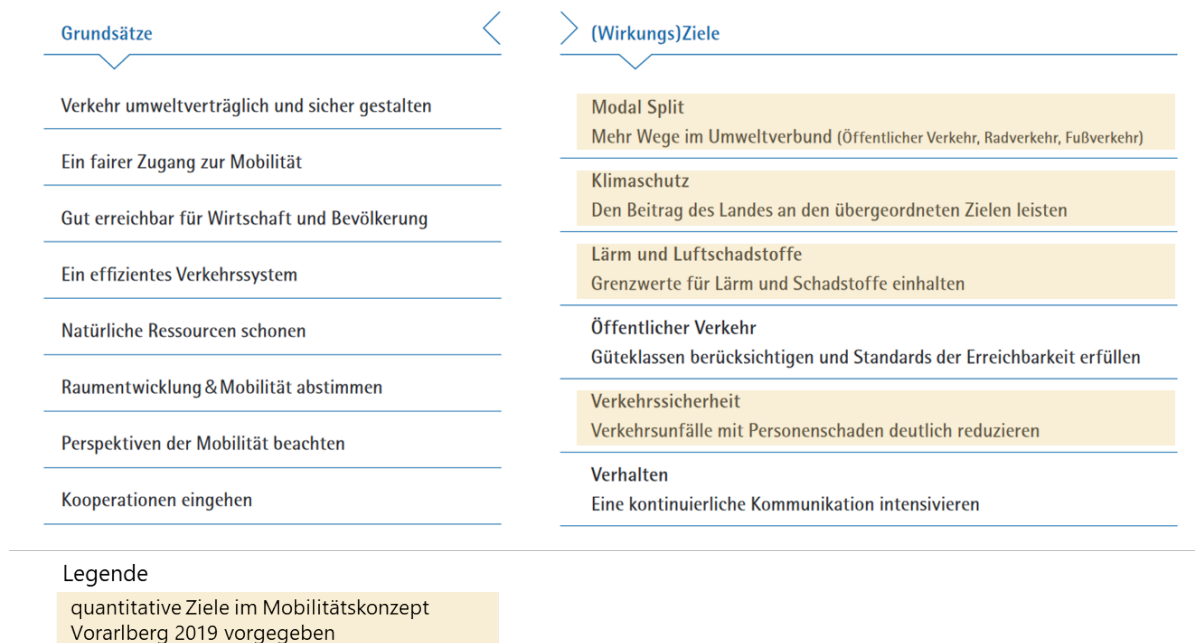 Grundsätze
Verkehr umweltverträglich und sicher gestalten
Ein fairer Zugang zur Mobilität
Gut erreichbar für Wirtschaft und Bevölkerung
Ein effizientes Verkehrssystem
Natürliche Ressourcen schonen
Raumentwicklung & Mobilität abstimmen
Perspektiven der Mobilität beachten
Kooperationen eingehen
(Wirkungs)Ziele
Modal Split
Mehr Wege im Umweltverbund (Öffentlicher Verkehr, Radverkehr, Fußverkehr)
Klimaschutz
Den Beitrag des Landes an den übergeordneten Zielen leisten
Lärm und Luftschadstoffe
Grenzwerte für Lärm und Schadstoffe einhalten
Öffentlicher Verkehr
Güteklassen berücksichtigen und Standards der Erreichbarkeit erfüllen
Verkehrssicherheit
Verkehrsunfälle mit Personenschaden deutlich reduzieren
Verhalten
Eine kontinuierliche Kommunikation intensivieren
Legende
quantitative Ziele im Mobilitätskonzept
Vorarlberg 2019 vorgegeben